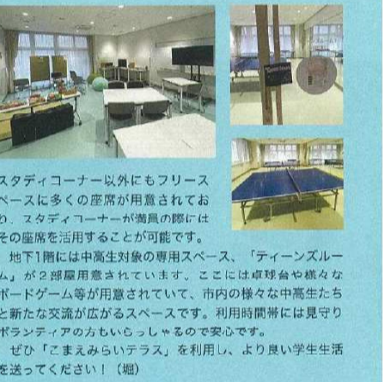 スタディコーナー以外にもフリース
ペースに多くの座席が用意されてお
り、スタディコーナーが満員の際には
その座席を活用することが可能です。
　地下1階には中高生対象の専用スペース、「ティーンズルー
ム」が2部屋用意されています。ここには卓球台や様々な
ボードゲーム等が用意されていて、市内の様々な中高生たち
と新たな交流が広がるスペースです。利用時間帯には見守り
ボランティアの方もいらっしゃるので安心です。
　ぜひ「こまえみらいテラス」を利用し、より良い学生生活
を送ってください！（堀）